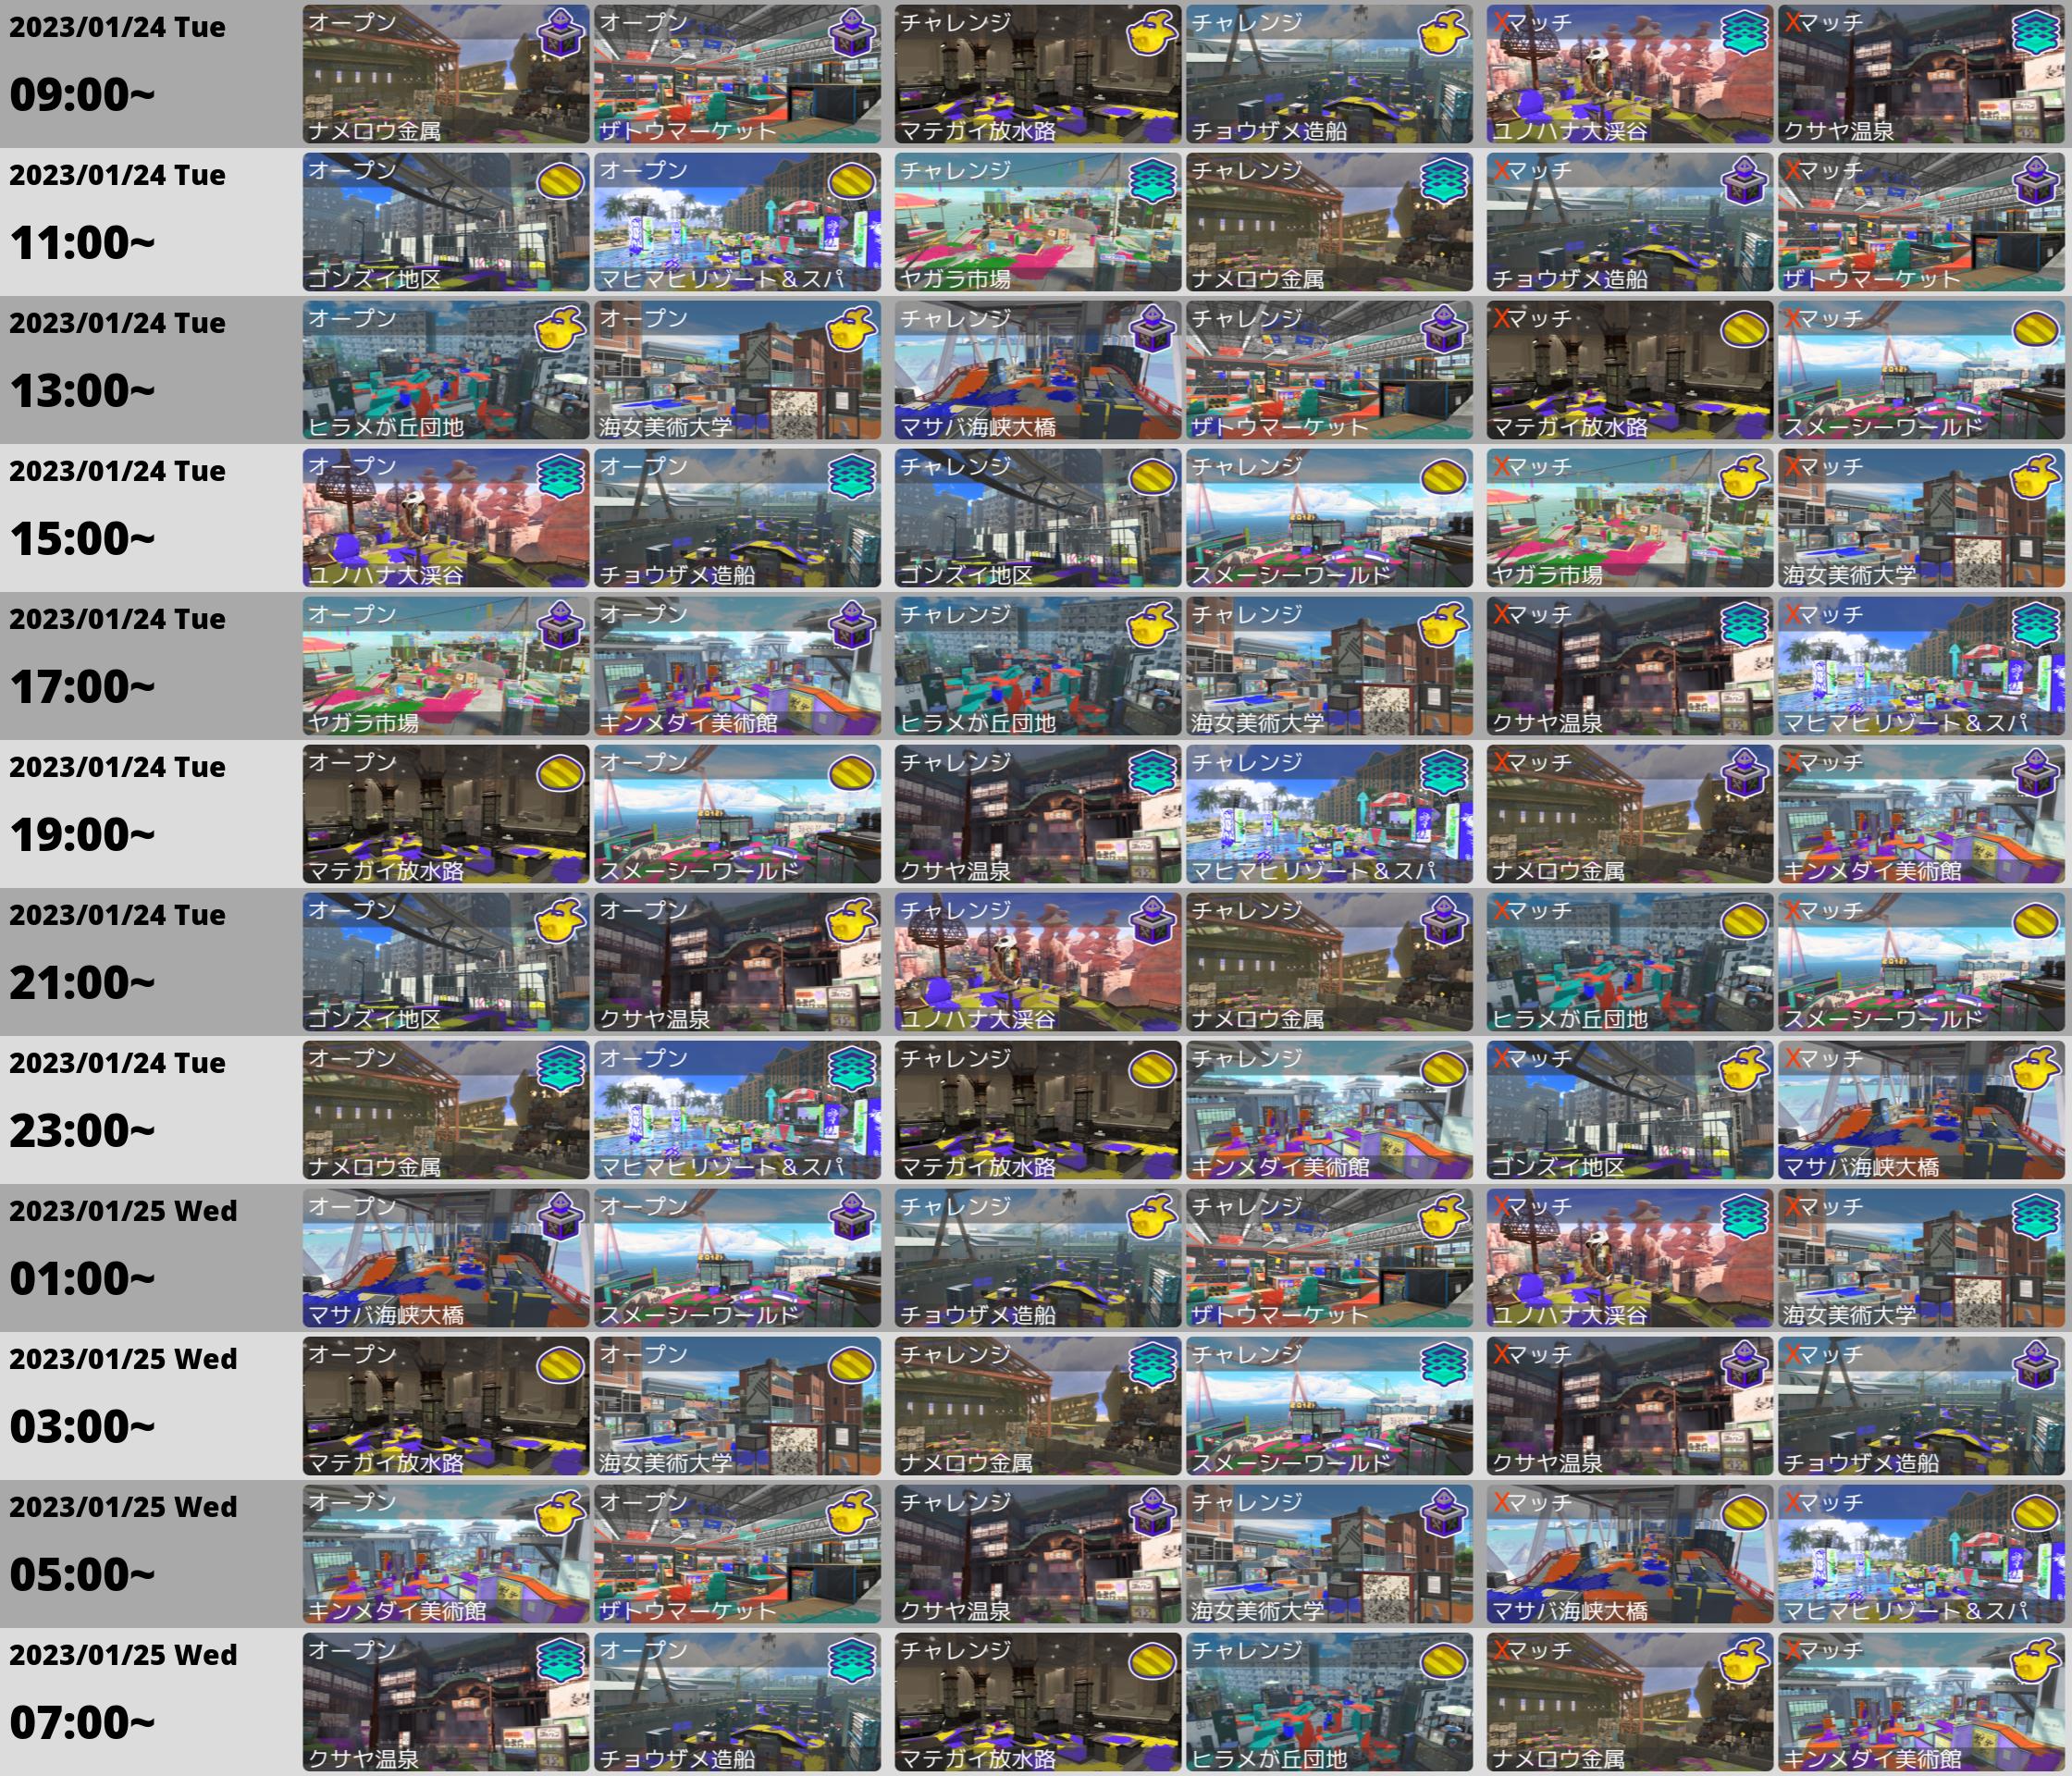 2023/01/24 Tue
09:00~
オープン オープン チャレンジ チャレンジ Xマッチ Xマッチ
ナメロウ金属 ザトウマーケット マテガイ放水路 チョウザメ造船 ユノハナ大渓谷 クサヤ温泉
2023/01/24 Tue
11:00~
オープン オープン チャレンジ チャレンジ Xマッチ Xマッチ
ゴンズイ地区 マヒマヒリゾート&スパ ヤガラ市場 ナメロウ金属 チョウザメ造船 ザトウマーケット
2023/01/24 Tue
13:00~
オープン オープン チャレンジ チャレンジ Xマッチ Xマッチ
ヒラメが丘団地 海女美術大学 マサバ海峡大橋 ザトウマーケット マテガイ放水路 スメーシーワールド
2023/01/24 Tue
15:00~
オープン オープン チャレンジ チャレンジ Xマッチ Xマッチ
ユノハナ大渓谷 チョウザメ造船 ゴンズイ地区 スメーシーワールド ヤガラ市場 海女美術大学
2023/01/24 Tue
17:00~
オープン オープン チャレンジ チャレンジ Xマッチ Xマッチ
ヤガラ市場 キンメダイ美術館 ヒラメが丘団地 海女美術大学 クサヤ温泉 マヒマヒリゾート&スパ
2023/01/24 Tue
19:00~
オープン オープン チャレンジ チャレンジ Xマッチ Xマッチ
マテガイ放水路 スメーシーワールド クサヤ温泉 マヒマヒリゾート&スパ ナメロウ金属 キンメダイ美術館
2023/01/24 Tue
21:00~
オープン オープン チャレンジ チャレンジ Xマッチ Xマッチ
ゴンズイ地区 クサヤ温泉 ユノハナ大渓谷 ナメロウ金属 ヒラメが丘団地 スメーシーワールド
2023/01/24 Tue
23:00~
オープン オープン チャレンジ チャレンジ Xマッチ Xマッチ
ナメロウ金属 マヒマヒリゾート&スパ マテガイ放水路 キンメダイ美術館 ゴンズイ地区 マサバ海峡大橋
2023/01/25 Wed
01:00~
オープン オープン チャレンジ チャレンジ Xマッチ Xマッチ
マサバ海峡大橋 スメーシーワールド チョウザメ造船 ザトウマーケット ユノハナ大渓谷 海女美術大学
2023/01/25 Wed
03:00~
オープン オープン チャレンジ チャレンジ Xマッチ Xマッチ
マテガイ放水路 海女美術大学 ナメロウ金属 スメーシーワールド クサヤ温泉 チョウザメ造船
2023/01/25 Wed
05:00~
オープン オープン チャレンジ チャレンジ Xマッチ Xマッチ
キンメダイ美術館 ザトウマーケット クサヤ温泉 海女美術大学 マサバ海峡大橋 マヒマヒリゾート&スパ
2023/01/25 Wed
07:00~
オープン オープン チャレンジ チャレンジ Xマッチ Xマッチ
クサヤ温泉 チョウザメ造船 マテガイ放水路 ヒラメが丘団地 ナメロウ金属 キンメダイ美術館